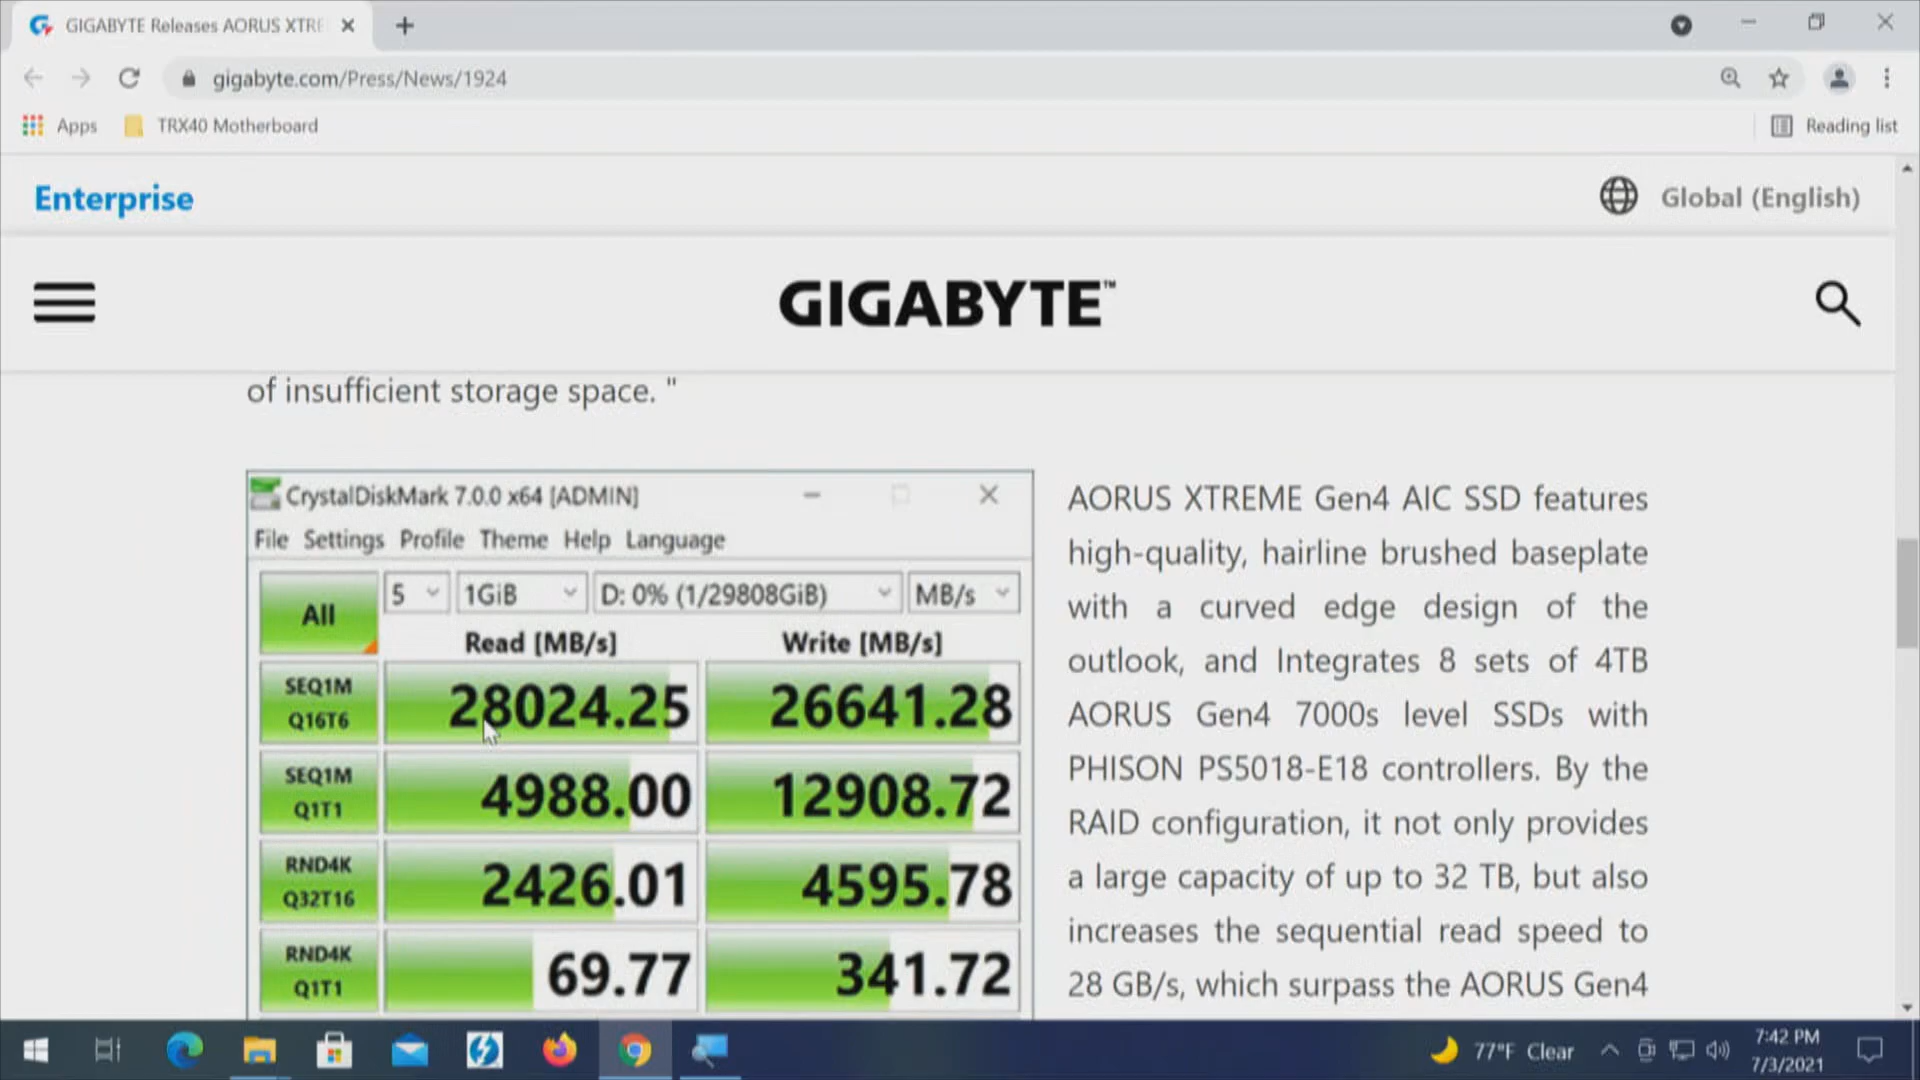 GIGABYTE Releases AORUS XTRE
gigabyte.com/Press/News/1924
Apps
TRX40 Motherboard
Reading list
Enterprise
Global (English)
GIGABYTE™
of insufficient storage space. "
CrystalDiskMark 7.0.0 x64 [ADMIN]
File Settings Profile Theme Help Language
All
5
1GiB
D: 0% (1/29808GiB)
MB/s
Read [MB/s]
Write [MB/s]
SEQ1M
Q16T6
28024.25
26641.28
SEQ1M
Q1T1
4988.00
12908.72
RND4K
Q32T16
2426.01
4595.78
RND4K
Q1T1
69.77
341.72
AORUS XTREME Gen4 AIC SSD features
high-quality, hairline brushed baseplate
with a curved edge design of the
outlook, and Integrates 8 sets of 4TB
AORUS Gen4 7000s level SSDs with
PHISON PS5018-E18 controllers. By the
RAID configuration, it not only provides
a large capacity of up to 32 TB, but also
increases the sequential read speed to
28 GB/s, which surpass the AORUS Gen4
77°F Clear
7:42 PM
7/3/2021